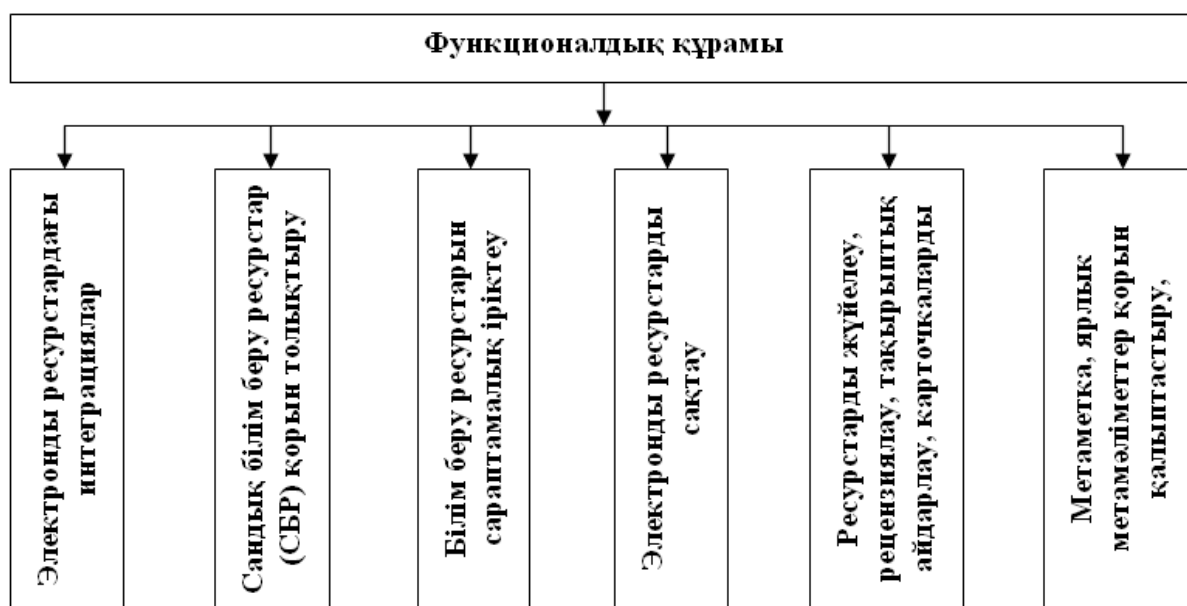 Функционалдық құрамы
Электронды ресурстардағы
интеграциялар
Сандық білім беру ресурстар
(СБР) қорын толықтыру
Білім беру ресурстарын
сараптамалық іріктеу
Электронды ресурстарды
сақтау
Ресурстарды жүйелеу,
рецензиялау, тақырыптық
айдарлау, карточкаларды
Метаметка, ярлык
метамәліметтер қорын
қалыптастыру,